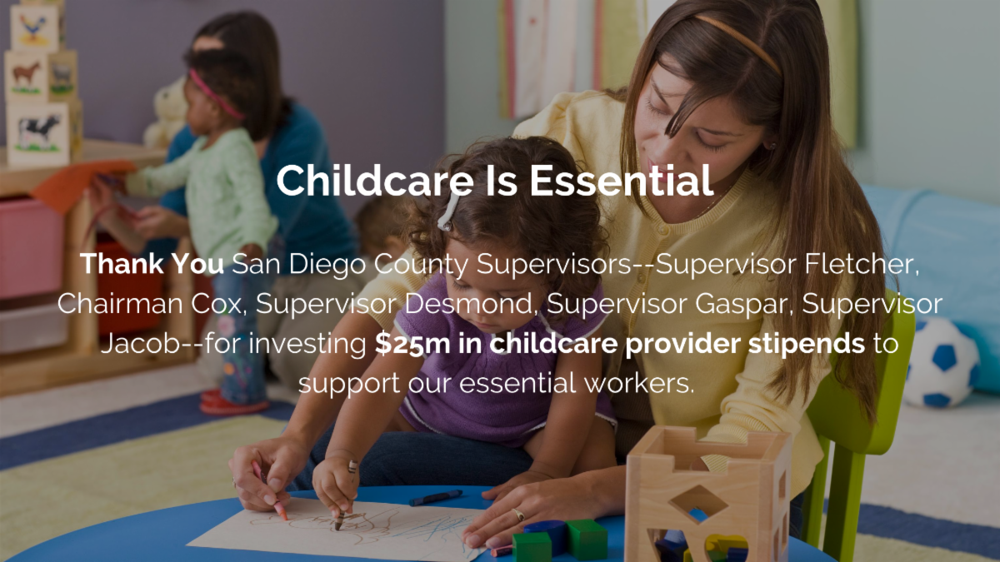 Childcare Is Essential
Thank You San Diego County Supervisors--Supervisor Fletcher,
Chairman Cox, Supervisor Desmond, Supervisor Gaspar, Supervisor
Jacob--for investing $25m in childcare provider stipends to
support our essential workers.